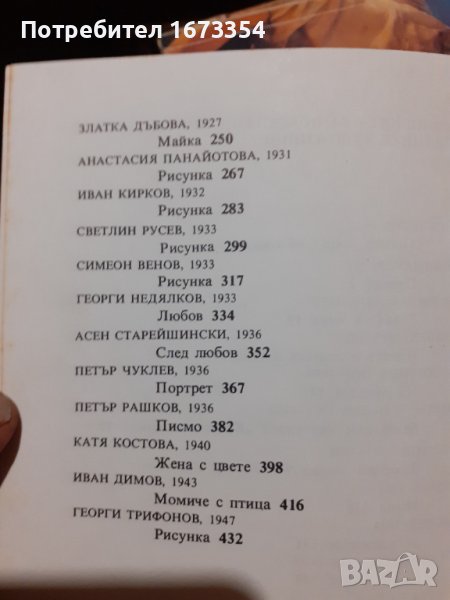 Потребител 1673354
ЗЛАТКА ДЪБОВА, 1927
Майка 250
АНАСТАСИЯ ПАНАЙОТОВА, 1931
Рисунка 267
ИВАН КИРКОВ, 1932
Рисунка 283
СВЕТЛИН РУСЕВ, 1933
Рисунка 299
СИМЕОН ВЕНОВ, 1933
Рисунка 317
ГЕОРГИ НЕДЯЛКОВ, 1933
Любов 334
АСЕН СТАРЕЙШИНСКИ, 1936
След любов 352
ПЕТЪР ЧУКЛЕВ, 1936
Портрет 367
ПЕТЪР РАШКОВ, 1936
Писмо 382
КАТЯ КОСТОВА, 1940
Жена с цвете 398
ИВАН ДИМОВ, 1943
Момиче с птица 416
ГЕОРГИ ТРИФОНОВ, 1947
Рисунка 432
bazar